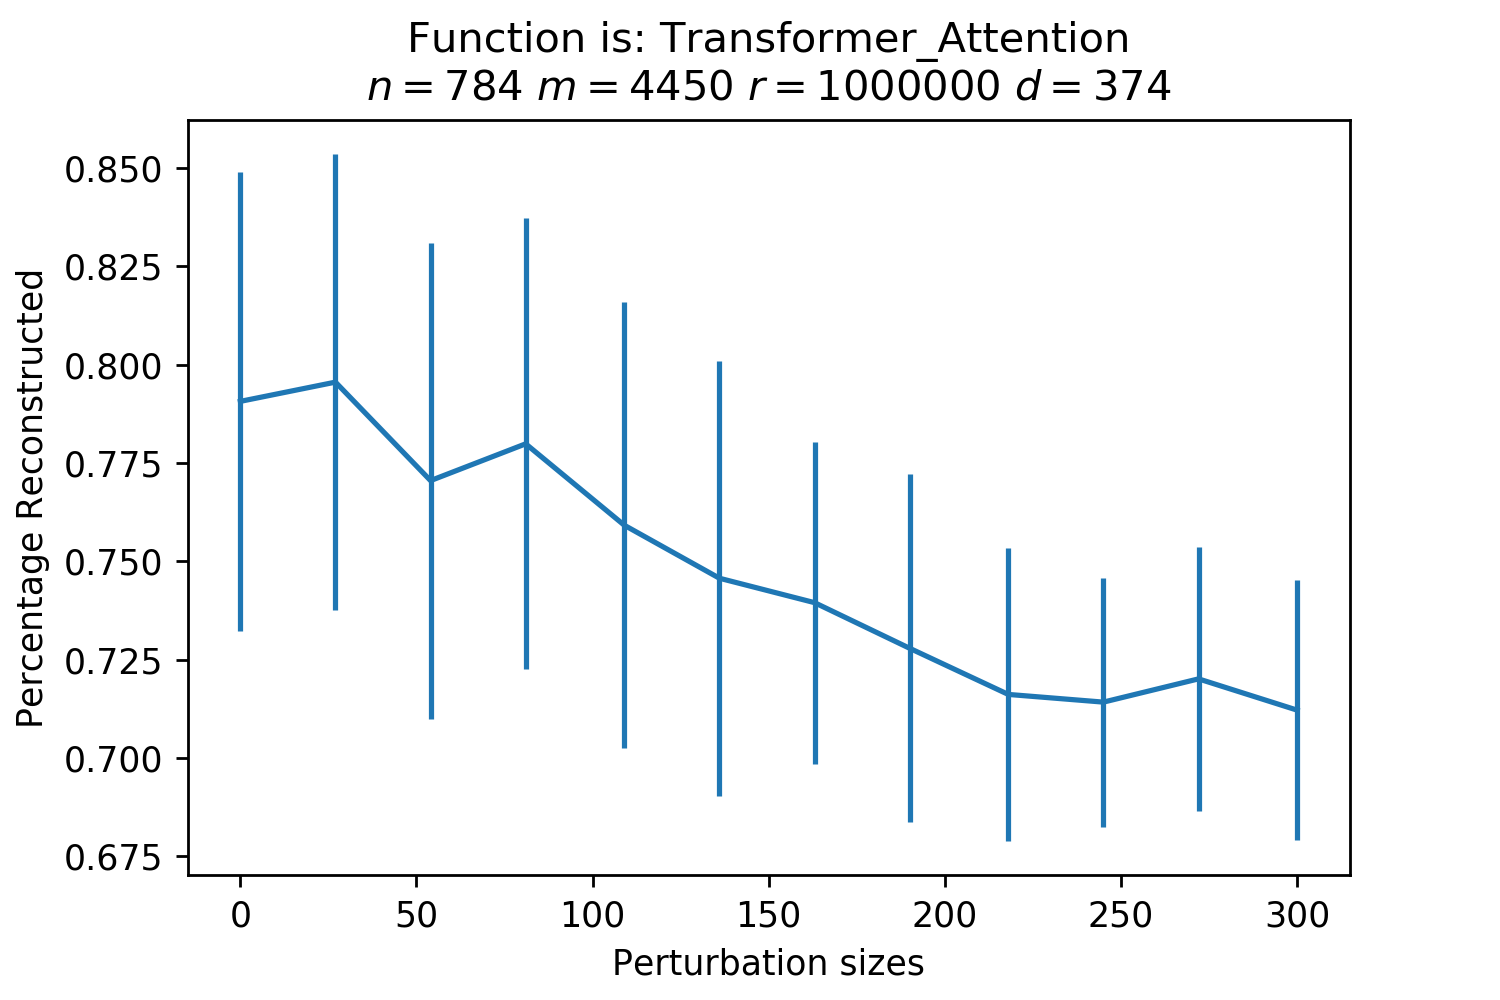 Function is: Transformer_Attention
n = 784 m = 4450 r = 1000000 d = 374
0.850
0.825
0.800
0.775
0.750
0.725
0.700
0.675
Percentage Reconstructed
0 50 100 150 200 250 300
Perturbation sizes